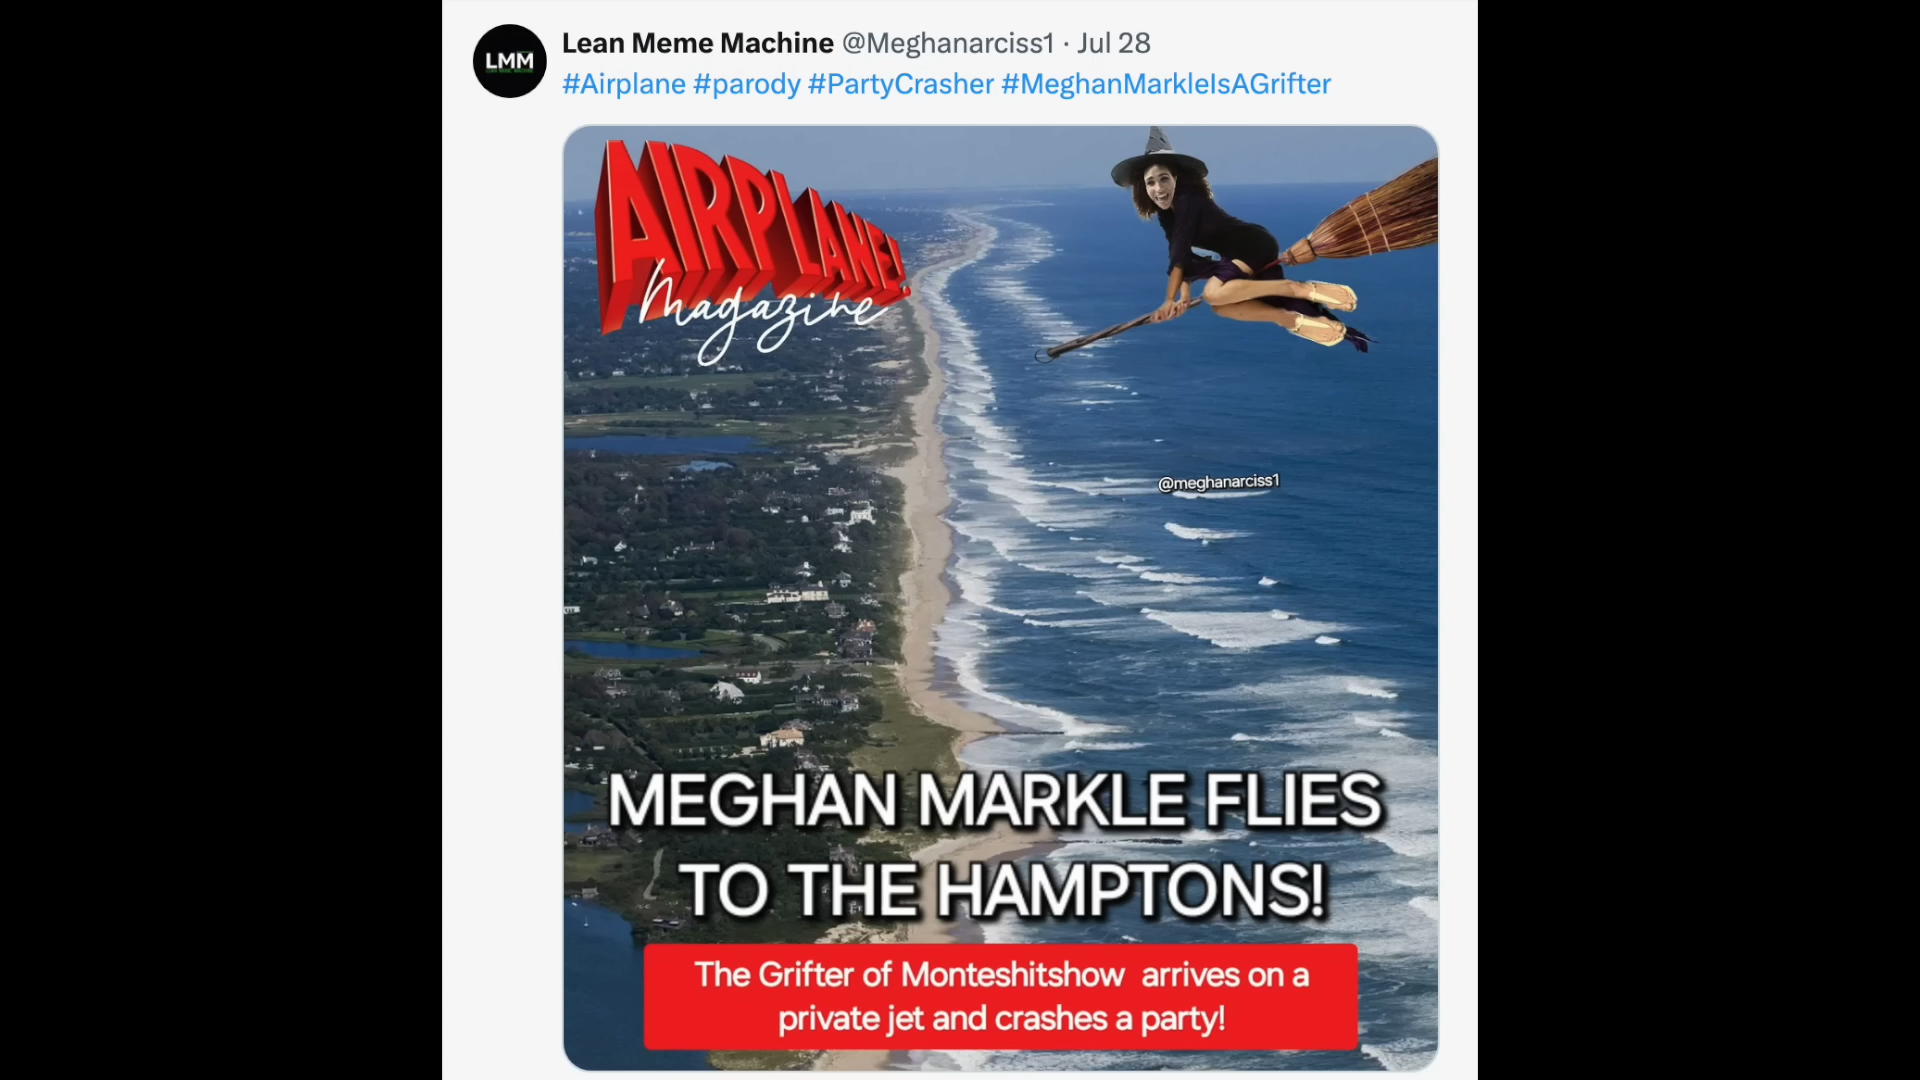 LMM
Lean Meme Machine @Meghanarciss1 · Jul 28
#Airplane #parody #PartyCrasher #MeghanMarkleIsAGrifter
AIRPLANE!
Magazine
@meghanarciss1
MEGHAN MARKLE FLIES
TO THE HAMPTONS!
The Grifter of Monteshitshow arrives on a
private jet and crashes a party!